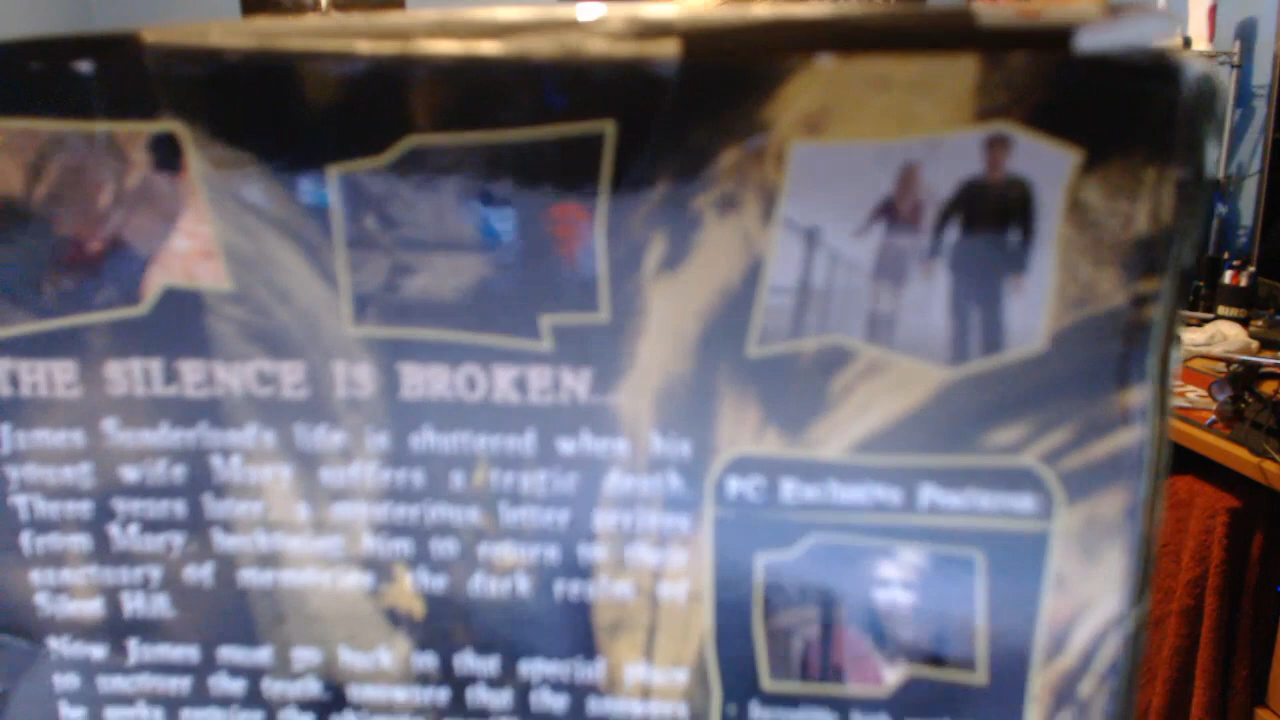 THE SILENCE IS BROKEN...
James Sunderland's life is shattered when his
young wife Mary suffers a tragic death.
Three years later a mysterious letter arrives
from Mary, beckoning him to return to their
sanctuary of memories, the dark realm of
Silent Hill.
Now James must go back to that special place
to uncover the truth, unaware that the answers
he seeks
PC Exclusive Features